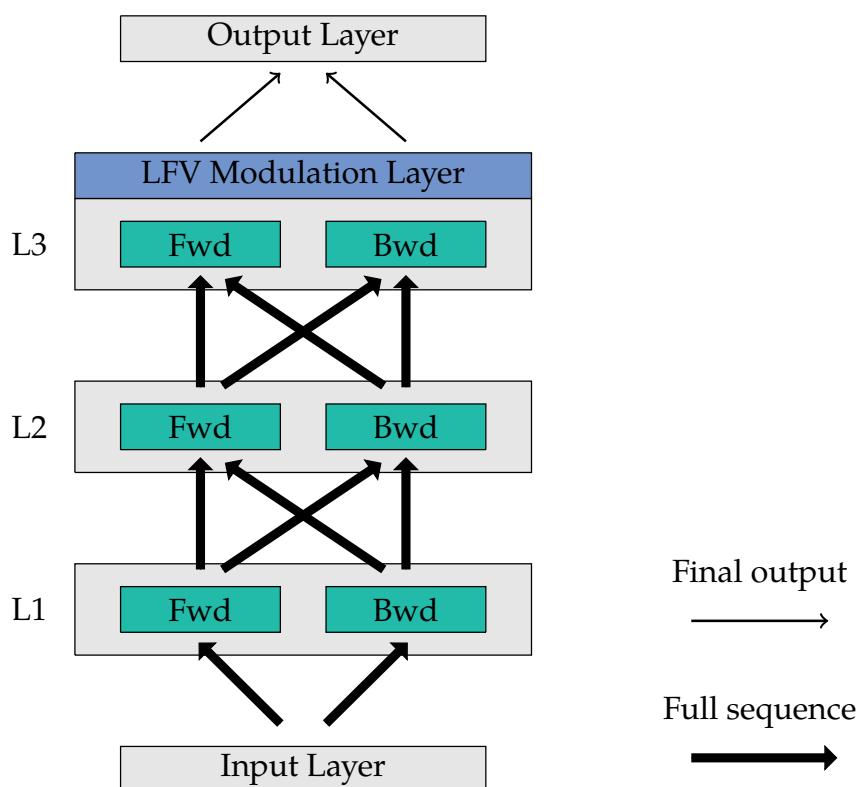 Output Layer
LFV Modulation Layer
L3
Fwd
Bwd
L2
Fwd
Bwd
L1
Fwd
Bwd
Input Layer
Final output
Full sequence